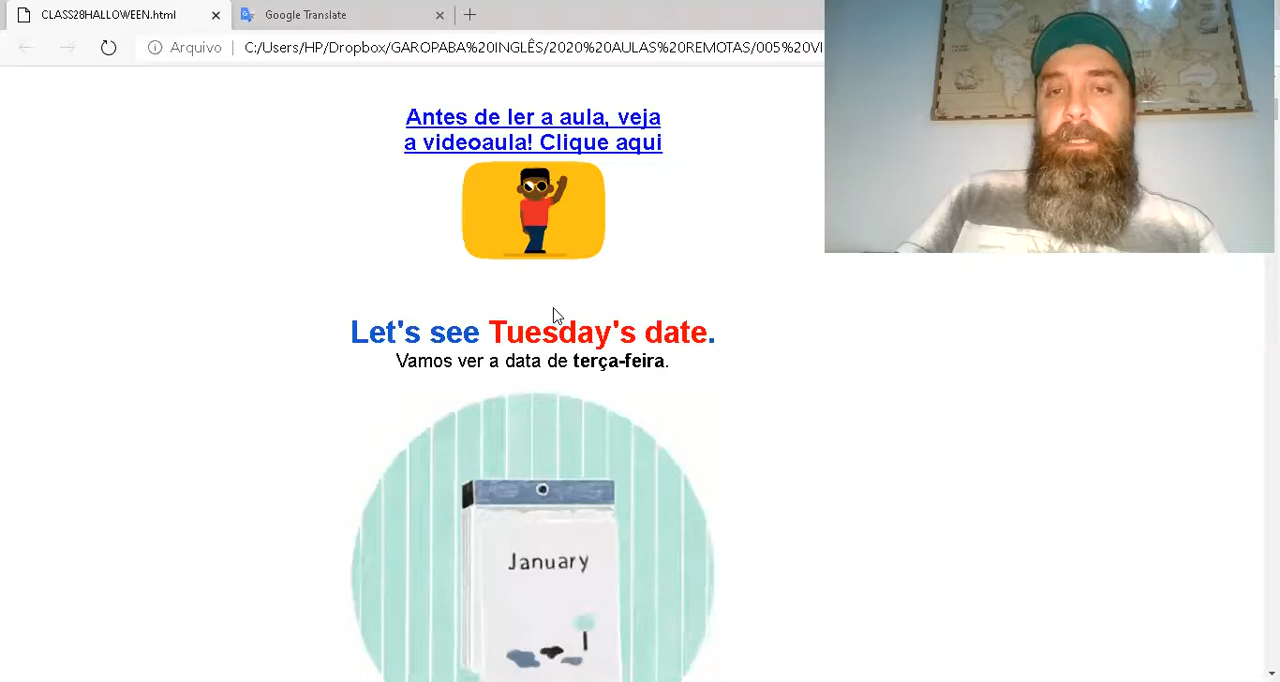 CLASS28HALLOWEEN.html
Google Translate
Arquivo
C:/Users/HP/Dropbox/GAROPABA%20INGLÊS/2020%20AULAS%20REMOTAS/005%20VI
Antes de ler a aula, veja
a videoaula! Clique aqui
Let's see Tuesday's date.
Vamos ver a data de terça-feira.
January